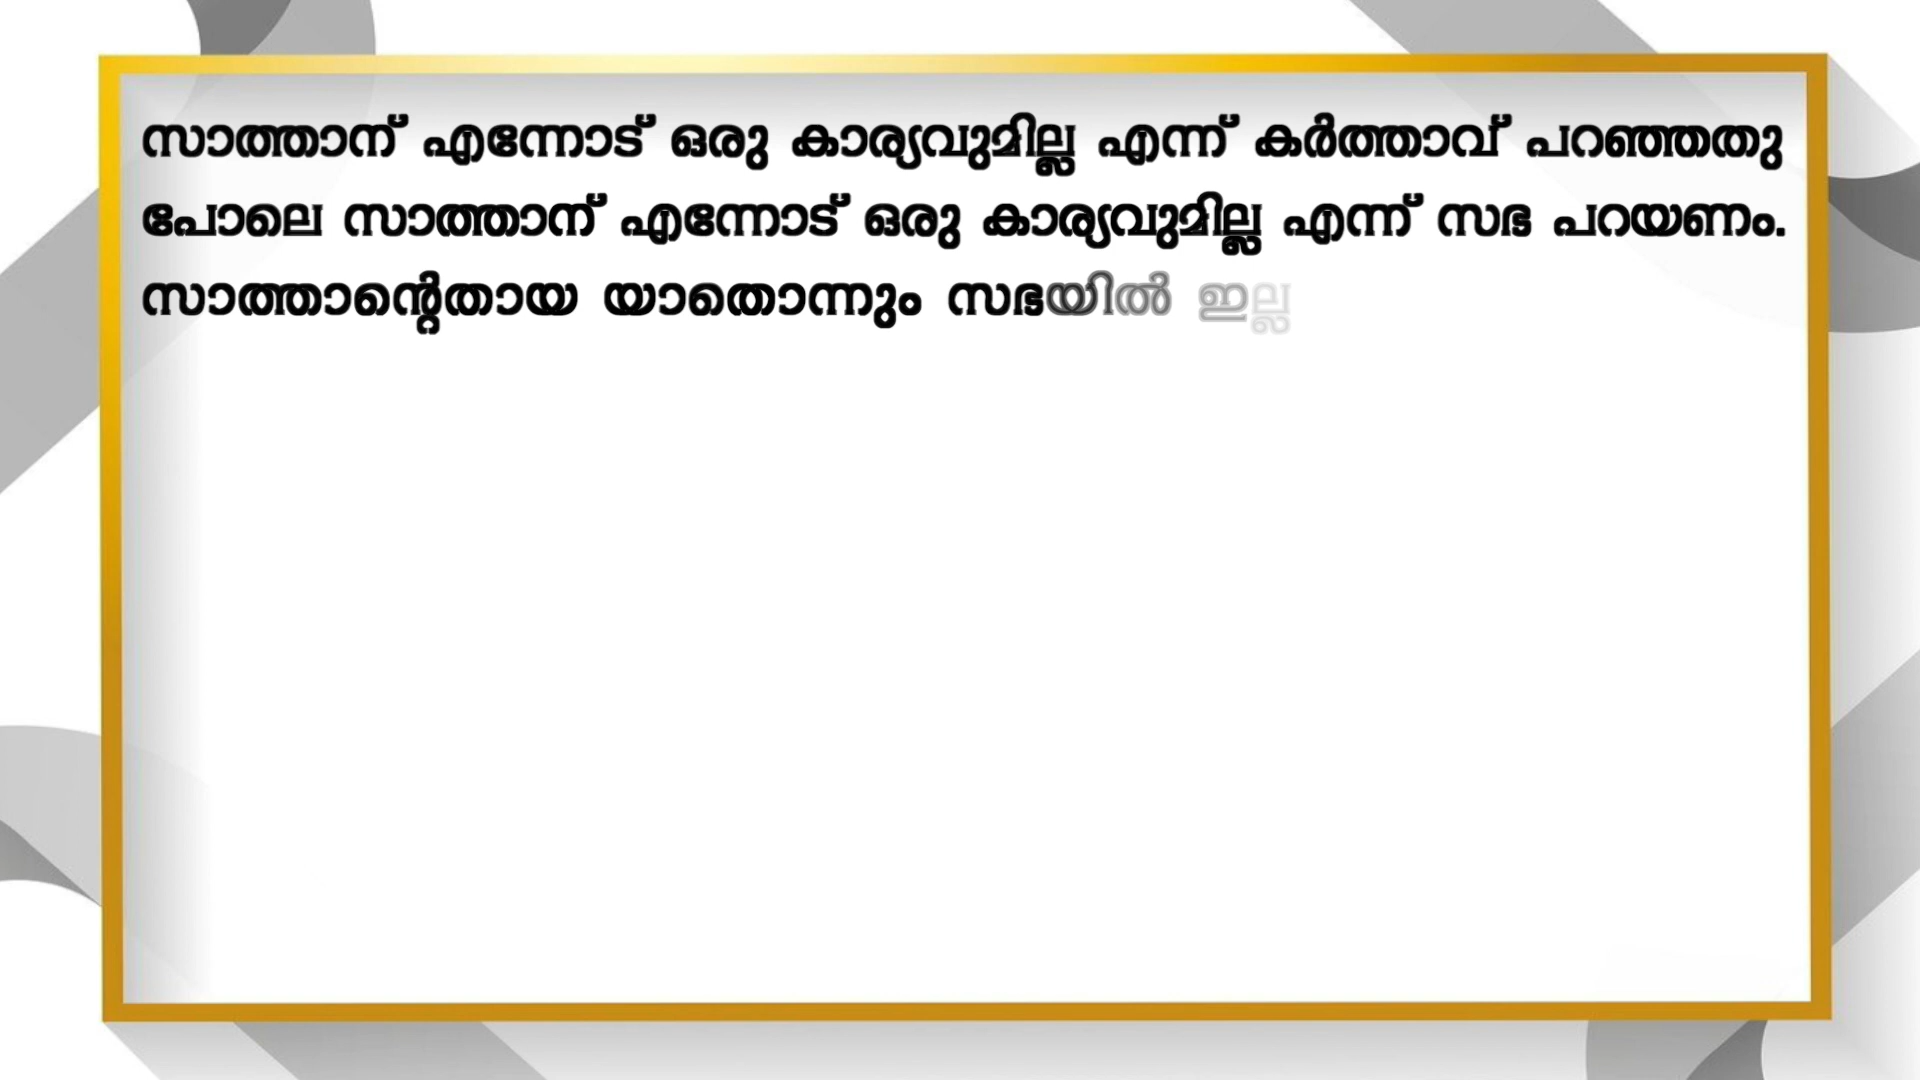 സാത്താന് എന്നോട് ഒരു കാര്യവുമില്ല എന്ന് കർത്താവ് പറഞ്ഞതു
പോലെ സാത്താന് എന്നോട് ഒരു കാര്യവുമില്ല എന്ന് സഭ പറയണം.
സാത്താന്റെതായ യാതൊന്നും സഭയിൽ ഇല്ല